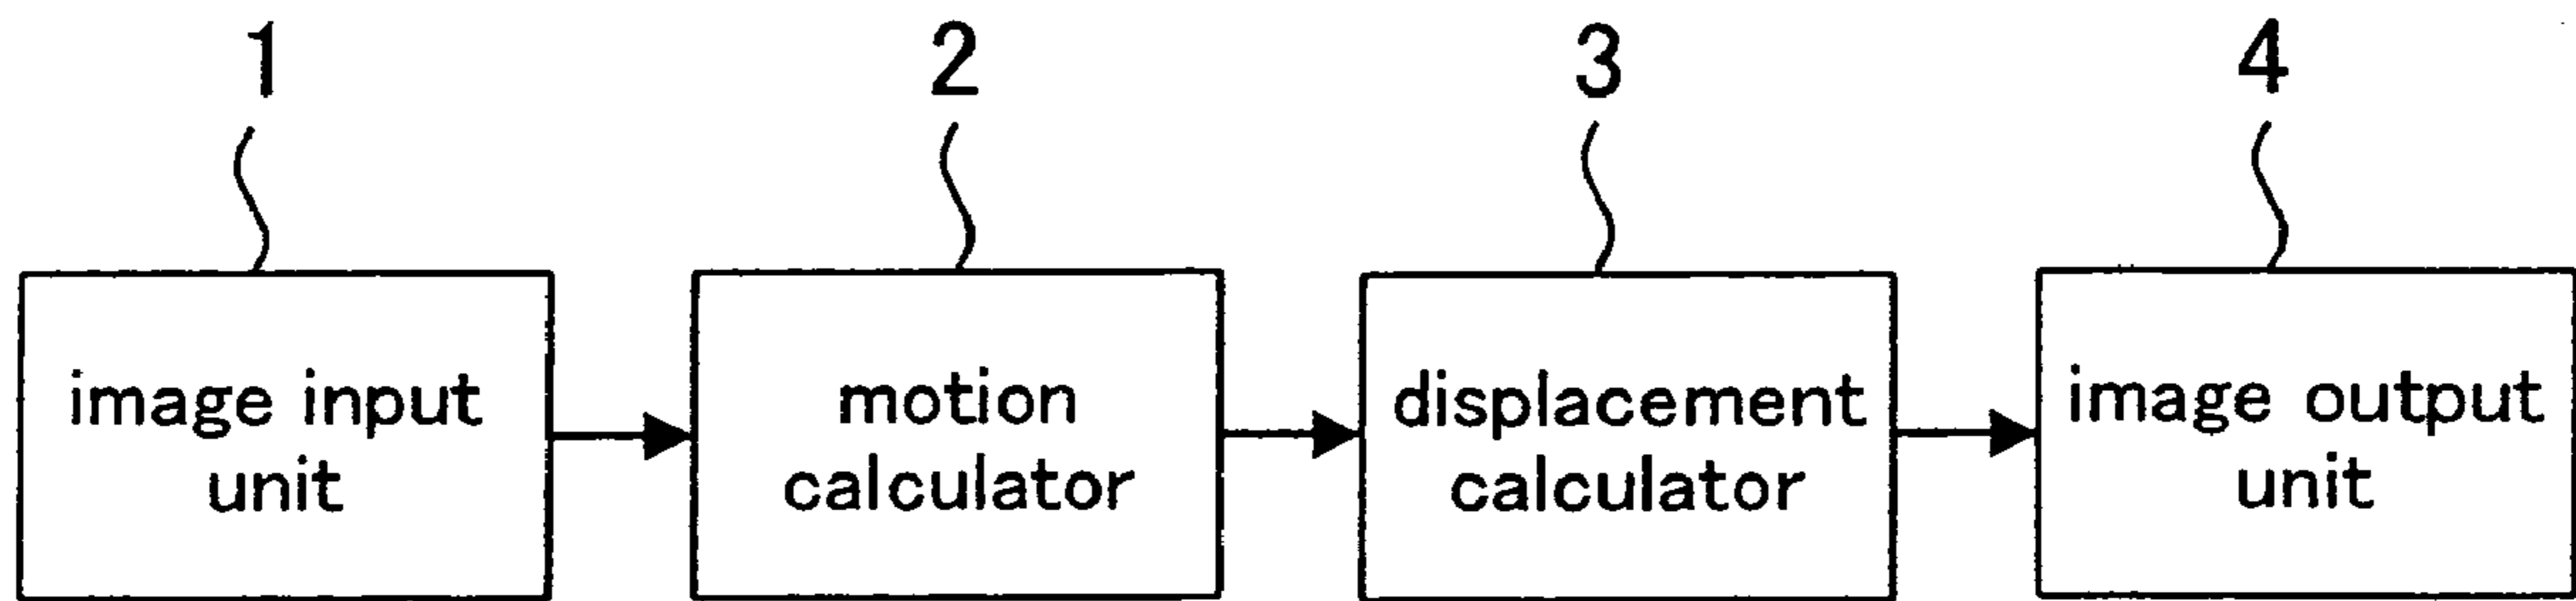 1
2
3
4
image input
unit
motion
calculator
displacement
calculator
image output
unit